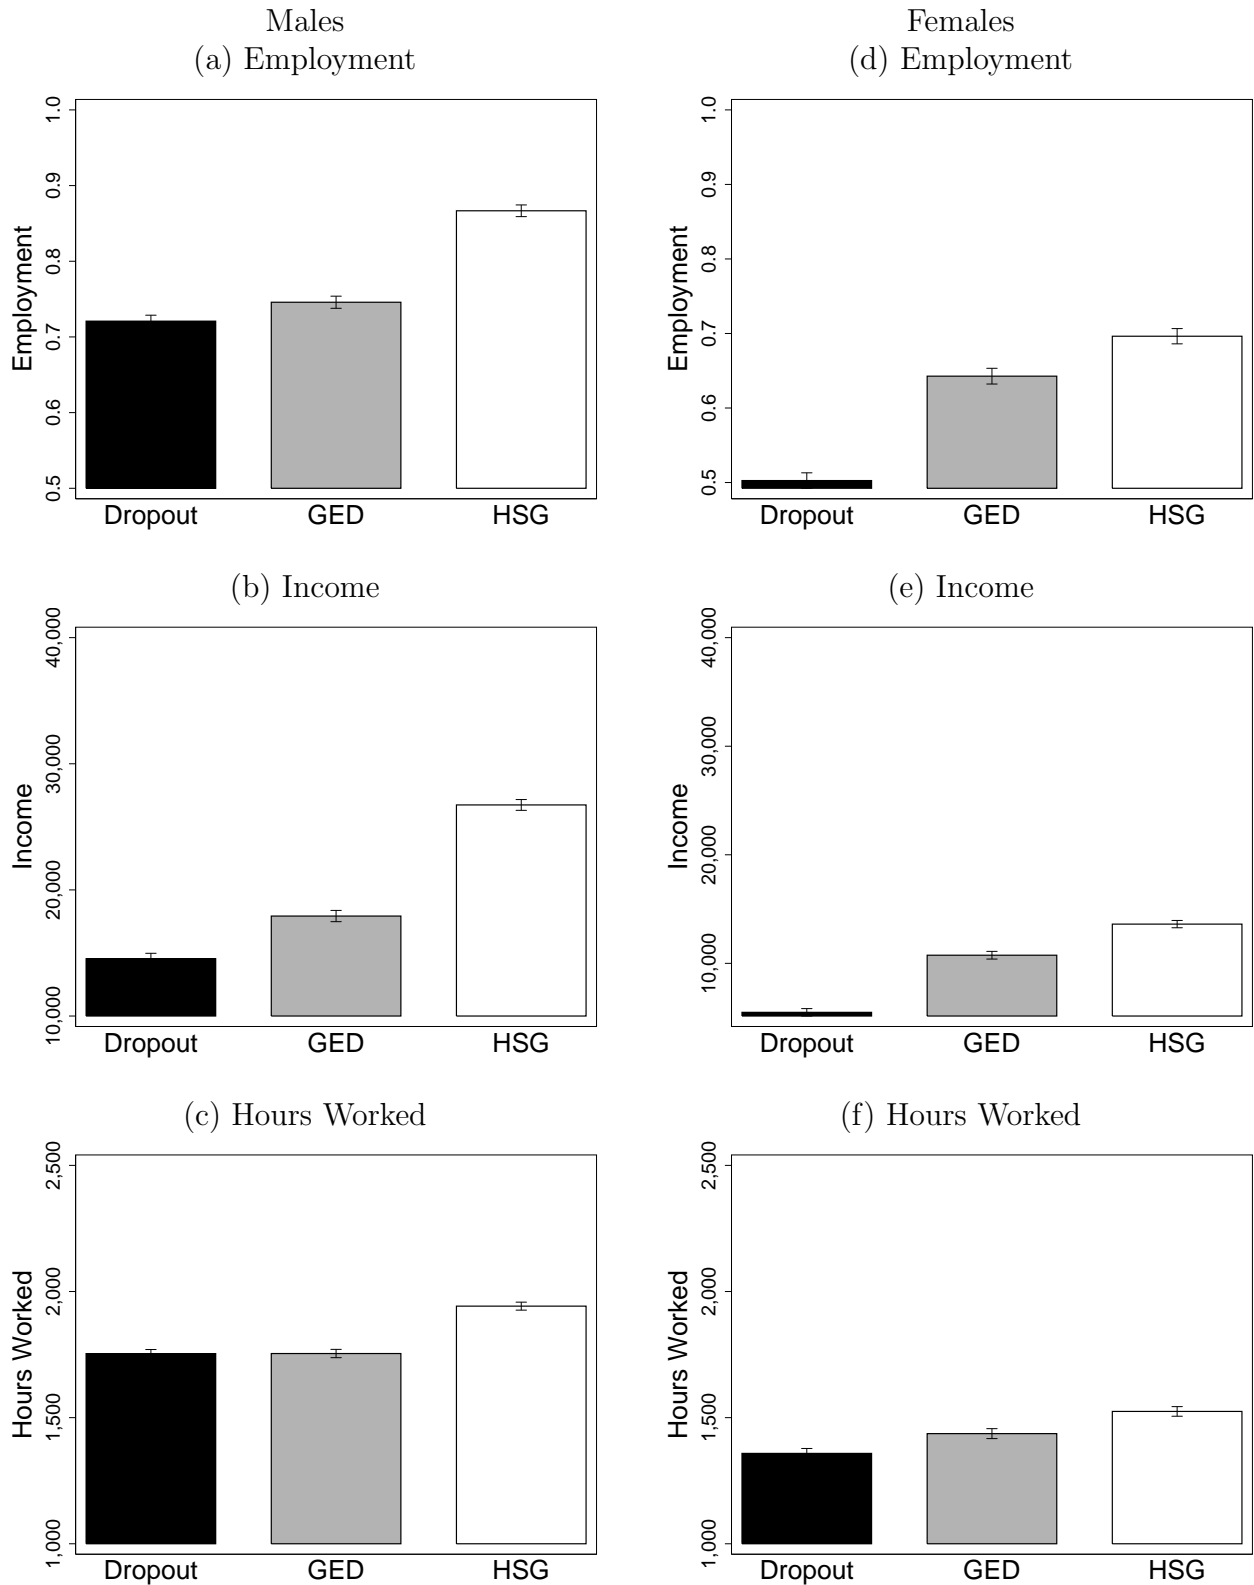 Males
(a) Employment
1.0
0.9
0.8
0.7
0.6
0.5
Employment
Dropout GED HSG
Females
(d) Employment
1.0
0.9
0.8
0.7
0.6
0.5
Employment
Dropout GED HSG
(b) Income
40,000
30,000
20,000
10,000
Income
Dropout GED HSG
(e) Income
40,000
30,000
20,000
10,000
Income
Dropout GED HSG
(c) Hours Worked
2,500
2,000
1,500
1,000
Hours Worked
Dropout GED HSG
(f) Hours Worked
2,500
2,000
1,500
1,000
Hours Worked
Dropout GED HSG